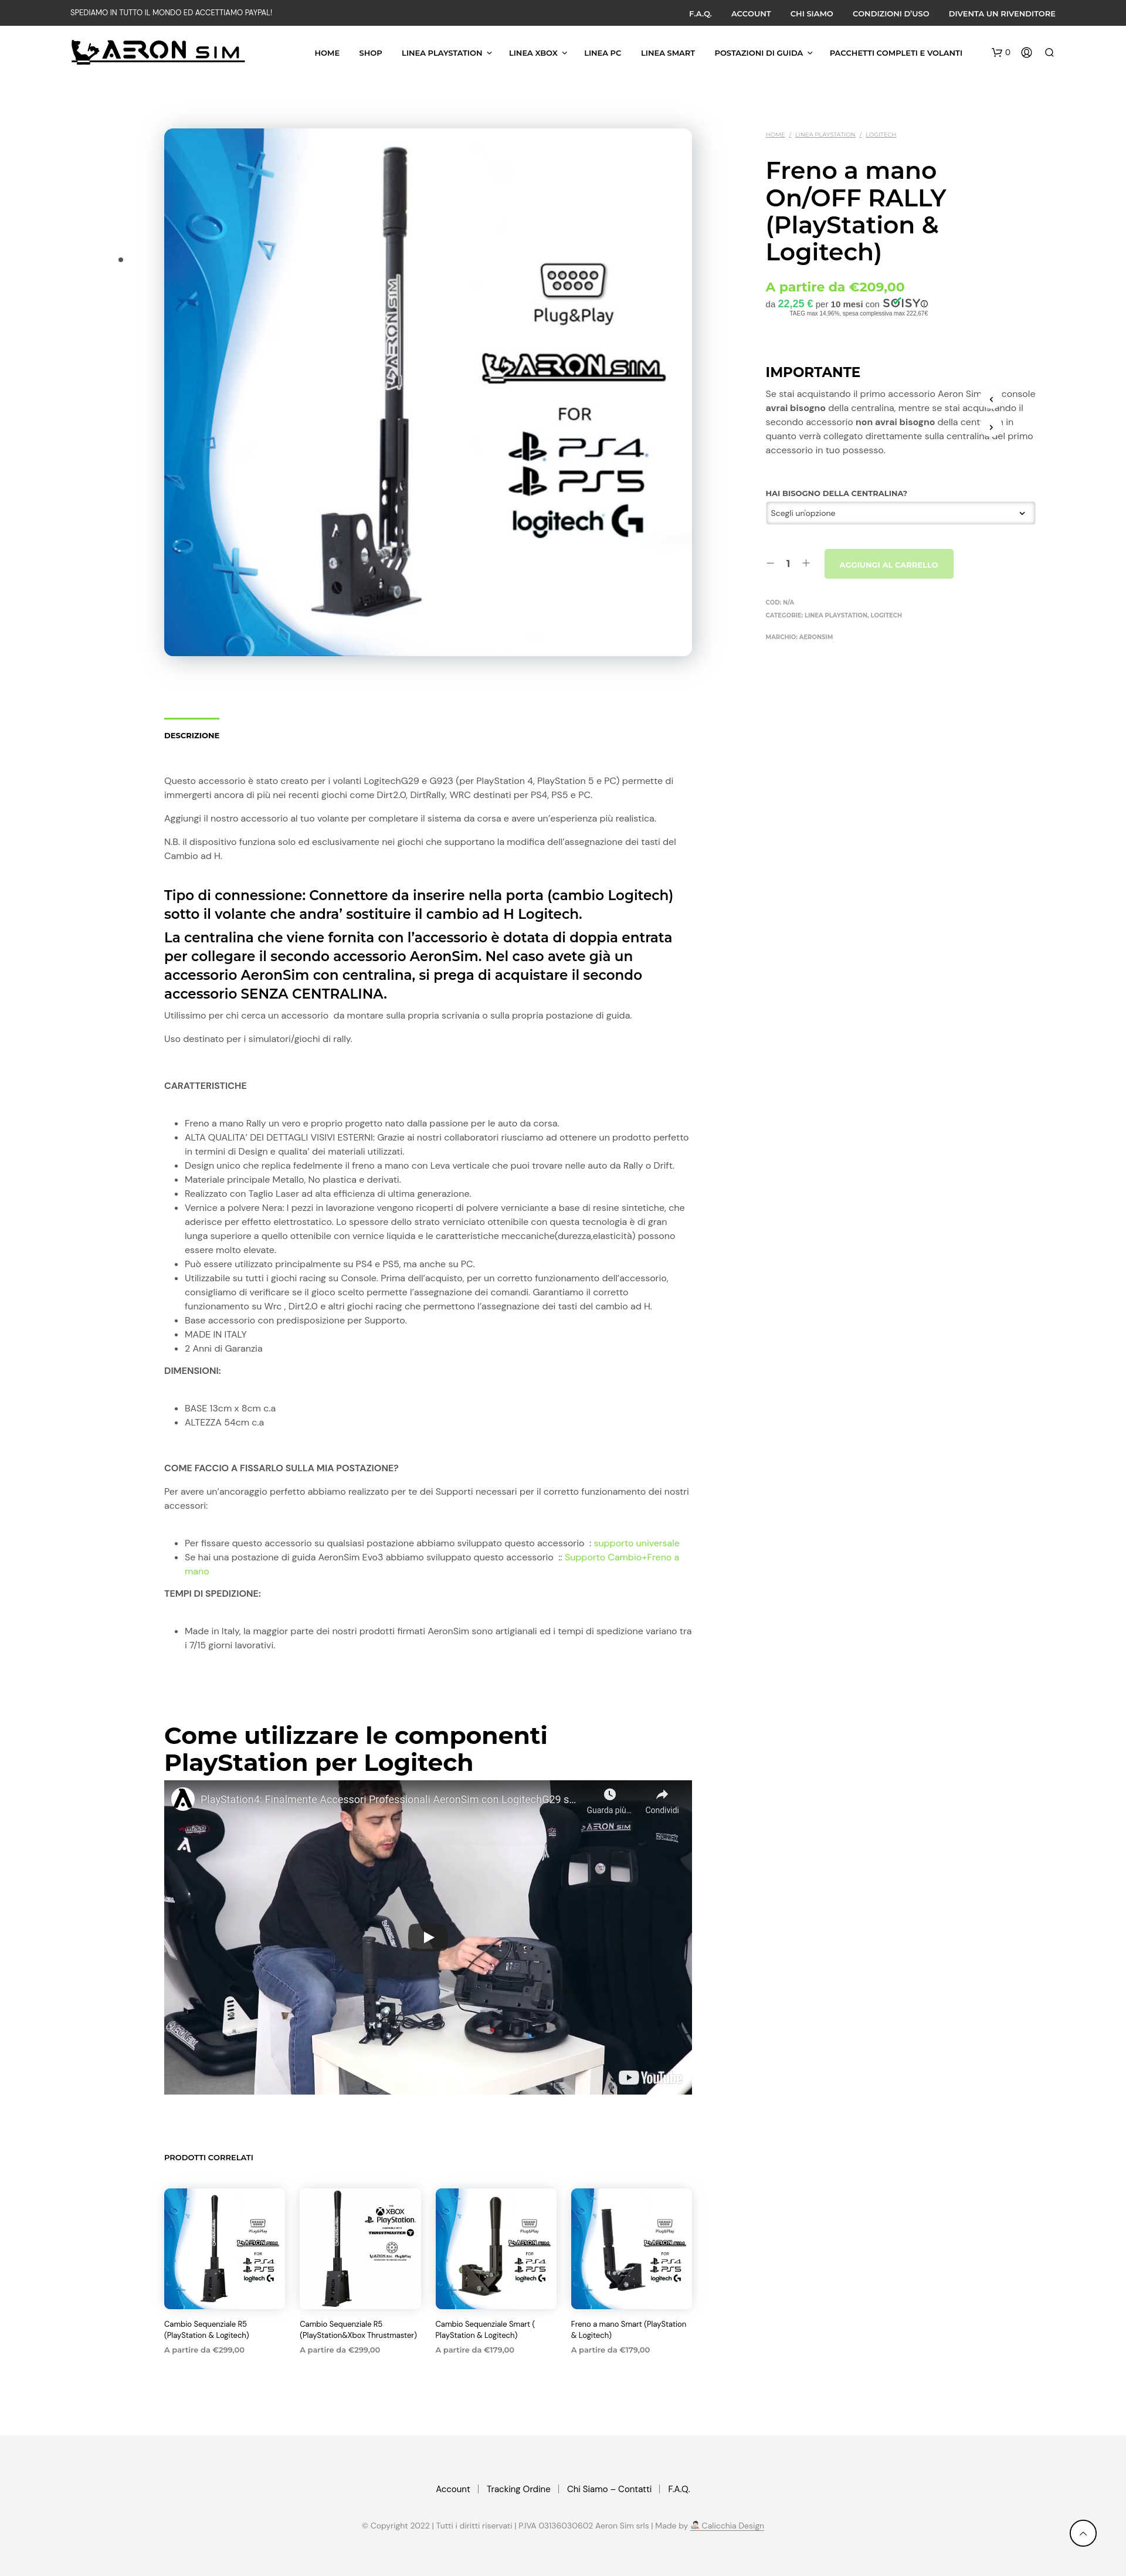 SPEDIAMO IN TUTTO IL MONDO ED ACCETTIAMO PAYPAL!
F.A.Q. ACCOUNT CHI SIAMO CONDIZIONI D'USO DIVENTA UN RIVENDITORE
AERON SIM
HOME SHOP LINEA PLAYSTATION LINEA XBOX LINEA PC LINEA SMART POSTAZIONI DI GUIDA PACCHETTI COMPLETI E VOLANTI 0
Plug&Play
AERON SIM
FOR
PS4
PS5
logitech G
HOME / LINEA PLAYSTATION / LOGITECH
Freno a mano
On/OFF RALLY
(PlayStation &
Logitech)
A partire da €209,00
da 22,25 € per 10 mesi con SOISY
TAEG max 14,96%, spesa complessiva max 222,67€
IMPORTANTE
Se stai acquistando il primo accessorio Aeron Sim console
avrai bisogno della centralina, mentre se stai acquistando il
secondo accessorio non avrai bisogno della in
quanto verrà collegato direttamente sulla centralina del primo
accessorio in tuo possesso.
HAI BISOGNO DELLA CENTRALINA?
Scegli un'opzione
1
AGGIUNGI AL CARRELLO
COD: N/A
CATEGORIE: LINEA PLAYSTATION, LOGITECH
MARCHIO: AERONSIM
DESCRIZIONE
Questo accessorio è stato creato per i volanti LogitechG29 e G923 (per PlayStation 4, PlayStation 5 e PC) permette di
immergerti ancora di più nei recenti giochi come Dirt2.0, DirtRally, WRC destinati per PS4, PS5 e PC.
Aggiungi il nostro accessorio al tuo volante per completare il sistema da corsa e avere un'esperienza più realistica.
N.B. il dispositivo funziona solo ed esclusivamente nei giochi che supportano la modifica dell'assegnazione dei tasti del
Cambio ad H.
Tipo di connessione: Connettore da inserire nella porta (cambio Logitech)
sotto il volante che andra' sostituire il cambio ad H Logitech.
La centralina che viene fornita con l'accessorio è dotata di doppia entrata
per collegare il secondo accessorio AeronSim. Nel caso avete già un
accessorio AeronSim con centralina, si prega di acquistare il secondo
accessorio SENZA CENTRALINA.
Utilissimo per chi cerca un accessorio da montare sulla propria scrivania o sulla propria postazione di guida.
Uso destinato per i simulatori/giochi di rally.
CARATTERISTICHE
Freno a mano Rally un vero e proprio progetto nato dalla passione per le auto da corsa.
ALTA QUALITA' DEI DETTAGLI VISIVI ESTERNI: Grazie ai nostri collaboratori riusciamo ad ottenere un prodotto perfetto
in termini di Design e qualita' dei materiali utilizzati.
Design unico che replica fedelmente il freno a mano con Leva verticale che puoi trovare nelle auto da Rally o Drift.
Materiale principale Metallo, No plastica e derivati.
Realizzato con Taglio Laser ad alta efficienza di ultima generazione.
Vernice a polvere Nera: I pezzi in lavorazione vengono ricoperti di polvere verniciante a base di resine sintetiche, che
aderisce per effetto elettrostatico. Lo spessore dello strato verniciato ottenibile con questa tecnologia è di gran
lunga superiore a quello ottenibile con vernice liquida e le caratteristiche meccaniche(durezza,elasticità) possono
essere molto elevate.
Può essere utilizzato principalmente su PS4 e PS5, ma anche su PC.
Utilizzabile su tutti i giochi racing su Console. Prima dell'acquisto, per un corretto funzionamento dell'accessorio,
consigliamo di verificare se il gioco scelto permette l'assegnazione dei comandi. Garantiamo il corretto
funzionamento su Wrc , Dirt2.0 e altri giochi racing che permettono l'assegnazione dei tasti del cambio ad H.
Base accessorio con predisposizione per Supporto.
MADE IN ITALY
2 Anni di Garanzia
DIMENSIONI:
BASE 13cm x 8cm c.a
ALTEZZA 54cm c.a
COME FACCIO A FISSARLO SULLA MIA POSTAZIONE?
Per avere un'ancoraggio perfetto abbiamo realizzato per te dei Supporti necessari per il corretto funzionamento dei nostri
accessori:
Per fissare questo accessorio su qualsiasi postazione abbiamo sviluppato questo accessorio : supporto universale
Se hai una postazione di guida AeronSim Evo3 abbiamo sviluppato questo accessorio :: Supporto Cambio+Freno a
mano
TEMPI DI SPEDIZIONE:
Made in Italy, la maggior parte dei nostri prodotti firmati AeronSim sono artigianali ed i tempi di spedizione variano tra
i 7/15 giorni lavorativi.
Come utilizzare le componenti
PlayStation per Logitech
PlayStation4: Finalmente Accessori Professionali AeronSim con LogitechG29 s...
Guarda più... Condividi
AERON SIM
YouTube
PRODOTTI CORRELATI
Plug&Play
AERON SIM
FOR
PS4
PS5
logitech G
XBOX
PlayStation.
THRUSTMASTER
Plug&Play
AERON SIM
FOR
PS4
PS5
logitech G
Plug&Play
AERON SIM
FOR
PS4
PS5
logitech G
Cambio Sequenziale R5
(PlayStation & Logitech)
A partire da €299,00
Cambio Sequenziale R5
(PlayStation&Xbox Thrustmaster)
A partire da €299,00
Cambio Sequenziale Smart (
PlayStation & Logitech)
A partire da €179,00
Freno a mano Smart (PlayStation
& Logitech)
A partire da €179,00
Account Tracking Ordine Chi Siamo – Contatti F.A.Q.
© Copyright 2022 | Tutti i diritti riservati | P.IVA 03136030602 Aeron Sim srls | Made by Calicchia Design